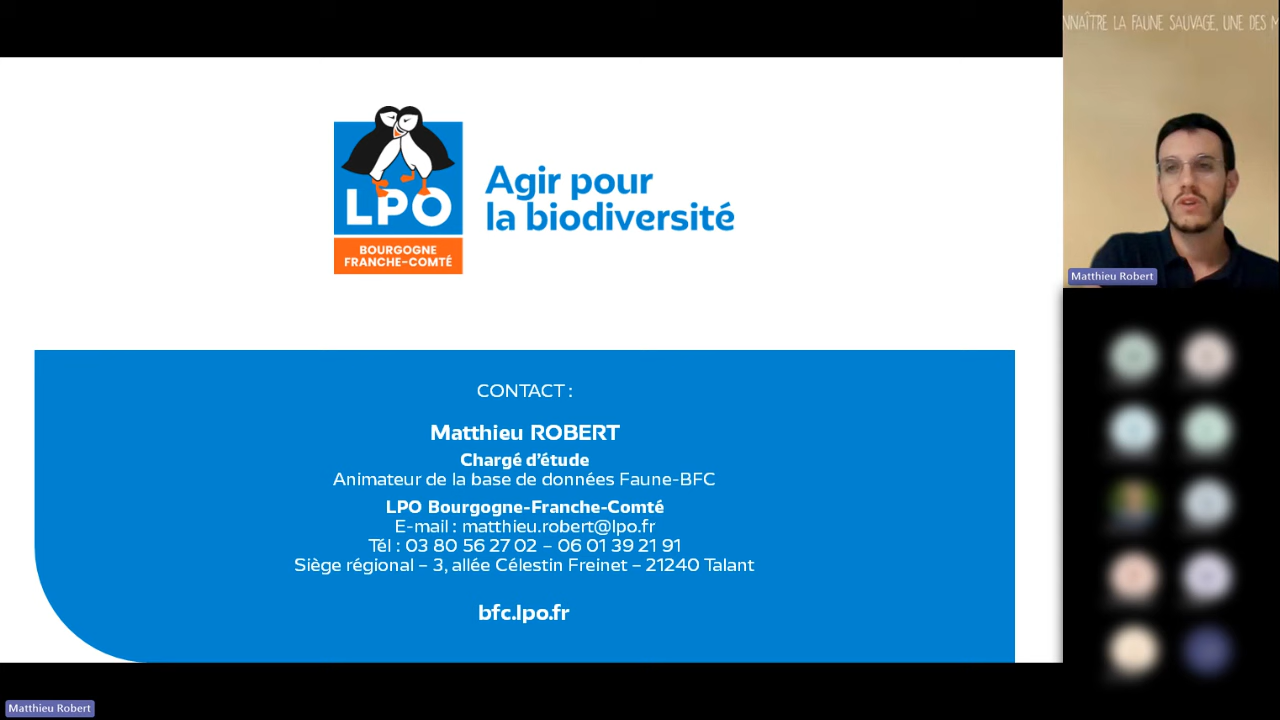 NNAÎTRE LA FAUNE SAUVAGE, UNE DES M
LPO
BOURGOGNE
FRANCHE-COMTÉ
Agir pour
la biodiversité
Matthieu Robert
CONTACT :
Matthieu ROBERT
Chargé d'étude
Animateur de la base de données Faune-BFC
LPO Bourgogne-Franche-Comté
E-mail : matthieu.robert@lpo.fr
Tél : 03 80 56 27 02 – 06 01 39 21 91
Siège régional – 3, allée Célestin Freinet – 21240 Talant
bfc.lpo.fr
Matthieu Robert